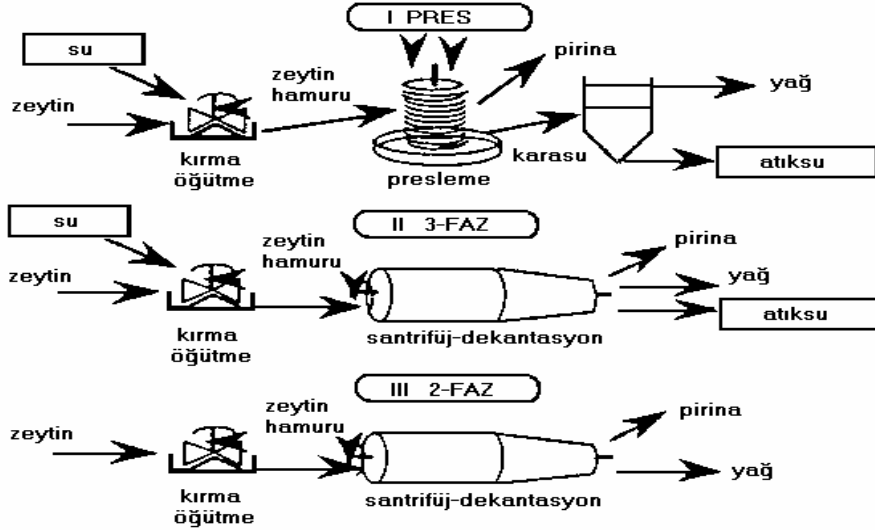 I PRES
su
pirina
zeytin
hamuru
yağ
zeytin
kırma
öğütme
presleme
karasu
atıksu
su
II 3-FAZ
pirina
zeytin
hamuru
zeytin
yağ
atıksu
kırma
öğütme
santrifüj-dekantasyon
III 2-FAZ
zeytin
hamuru
pirina
zeytin
yağ
kırma
öğütme
santrifüj-dekantasyon